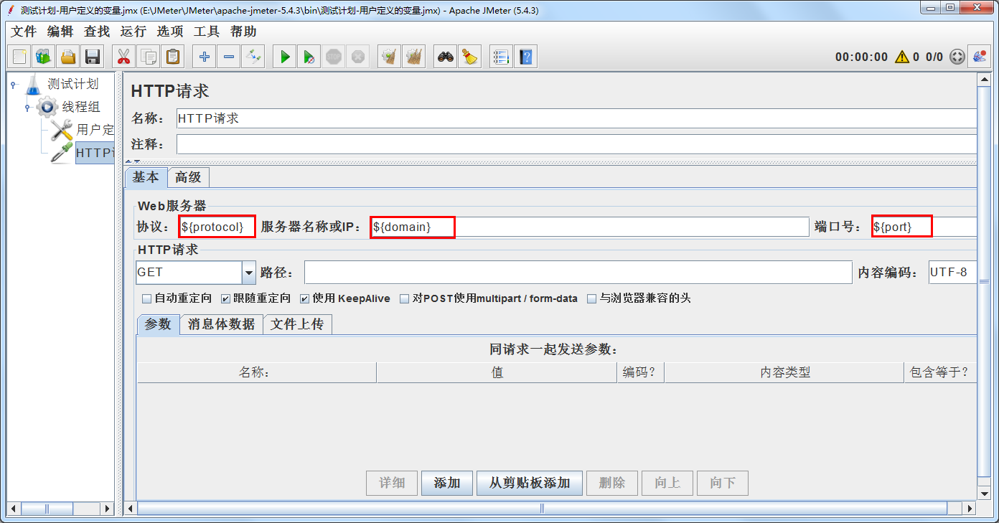 测试计划-用户定义的变量.jmx (E:\JMeter\JMeter\apache-jmeter-5.4.3\bin\测试计划-用户定义的变量.jmx) - Apache JMeter (5.4.3)
文件 编辑 查找 运行 选项 工具 帮助
00:00:00 0 0/0
测试计划
线程组
用户定
HTTP
HTTP请求
名称： HTTP请求
注释：
基本 高级
Web服务器
协议： ${protocol} 服务器名称或IP： ${domain} 端口号： ${port}
HTTP请求
GET 路径： 内容编码： UTF-8
自动重定向 跟随重定向 使用 KeepAlive 对POST使用multipart / form-data 与浏览器兼容的头
参数 消息体数据 文件上传
同请求一起发送参数：
名称： 值 编码? 内容类型 包含等于?
详细 添加 从剪贴板添加 删除 向上 向下